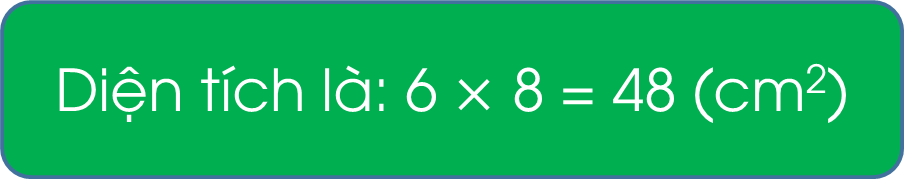 Diện tích là: 6 × 8 = 48 (cm²)